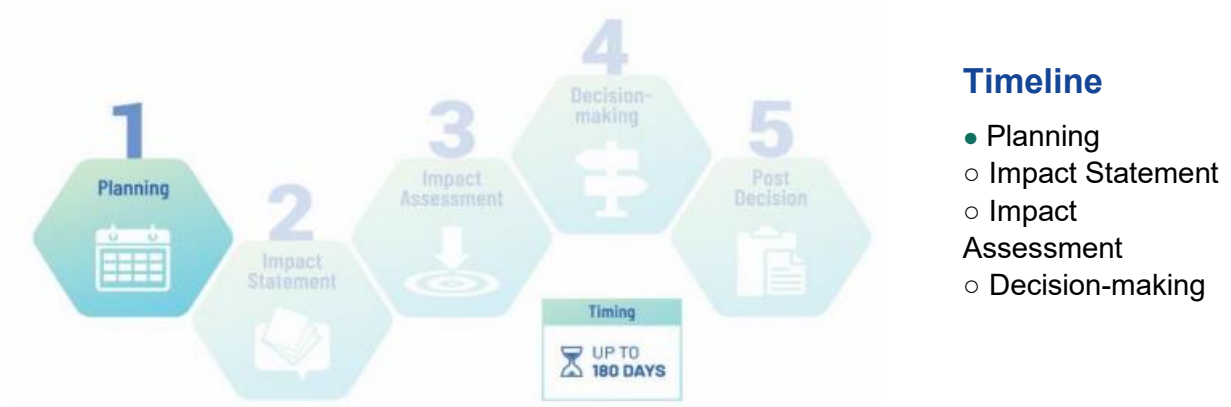 1
Planning
2
Impact
Statement
3
Impact
Assessment
4
Decision-
making
5
Post
Decision
Timing
UP TO
180 DAYS
Timeline
● Planning
○ Impact Statement
○ Impact
Assessment
○ Decision-making